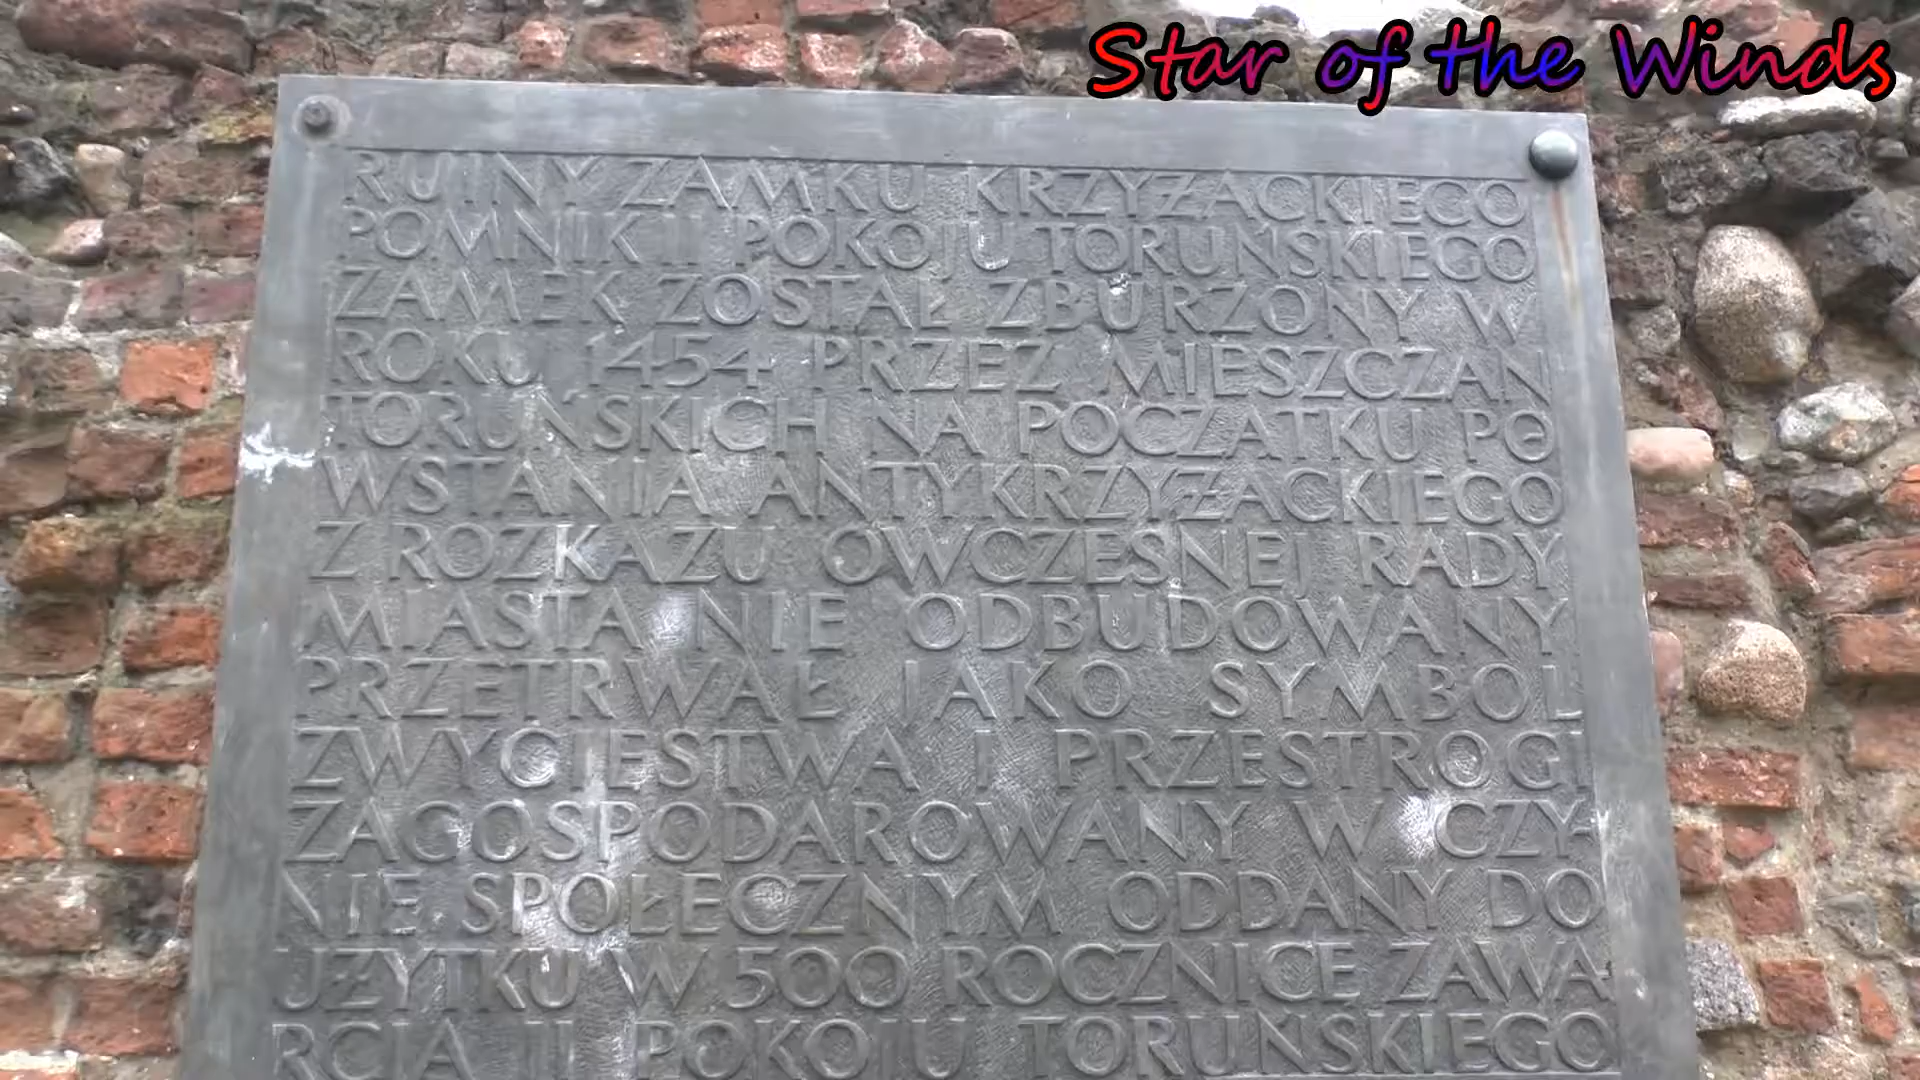 Star of the Winds
RUINY ZAMKU KRZYŻACKIEGO
POMNIK II POKOJU TORUŃSKIEGO
ZAMEK ZOSTAŁ ZBURZONY W
ROKU 1454 PRZEZ MIESZCZAN
TORUŃSKICH NA POCZĄTKU PO
WSTANIA ANTYKRZYŻACKIEGO
Z ROZKAZU ÓWCZESNEJ RADY
MIASTA NIE ODBUDOWANY
PRZETRWAŁ JAKO SYMBOL
ZWYCIĘSTWA I PRZESTROGI
ZAGOSPODAROWANY W CZY-
NIE SPOŁECZNYM ODDANY DO
UŻYTKU W 500 ROCZNICĘ ZAWA-
RCIA II POKOJU TORUŃSKIEGO